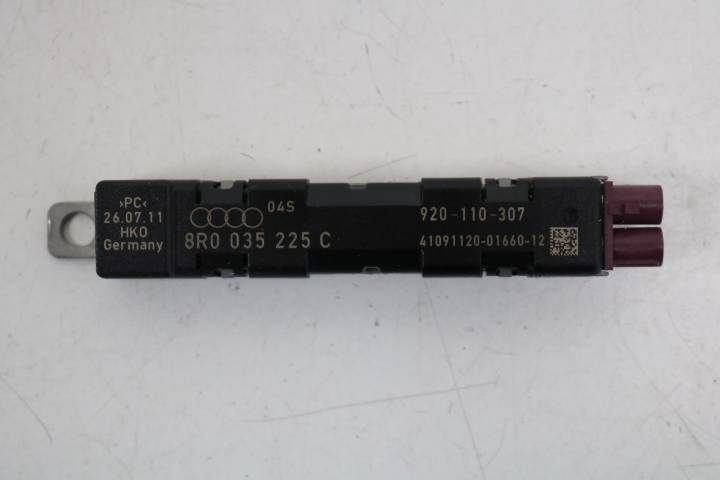 >PC<
26.07.11
HKO
Germany
04S
8R0 035 225 C
920-110-307
41091120-01660-12